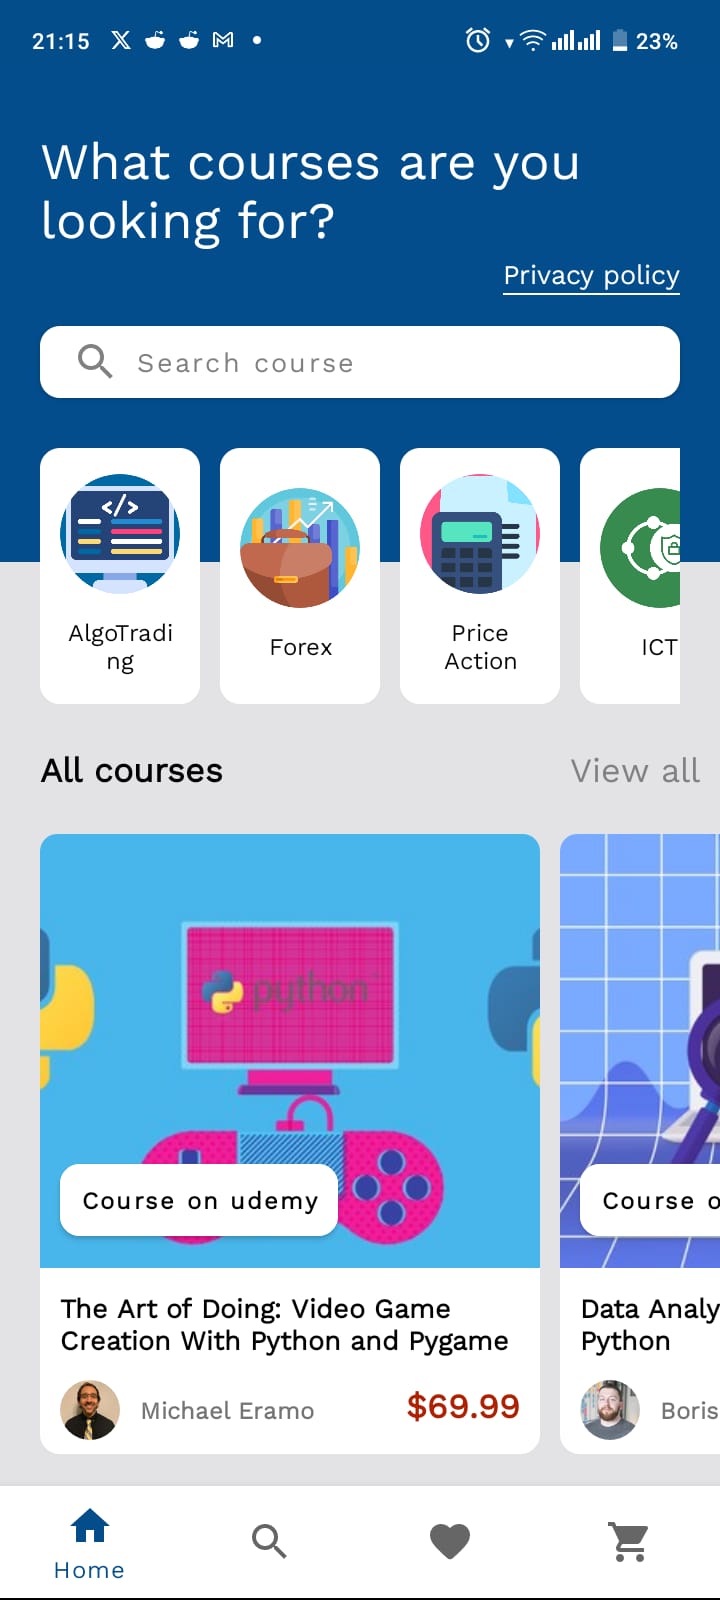 21:15
23%
What courses are you
looking for?
Privacy policy
Search course
</>
AlgoTradi
ng
Forex
Price
Action
ICT
All courses
View all
python
Course on udemy
Course o
The Art of Doing: Video Game
Creation With Python and Pygame
Michael Eramo
$69.99
Data Analy
Python
Boris
Home